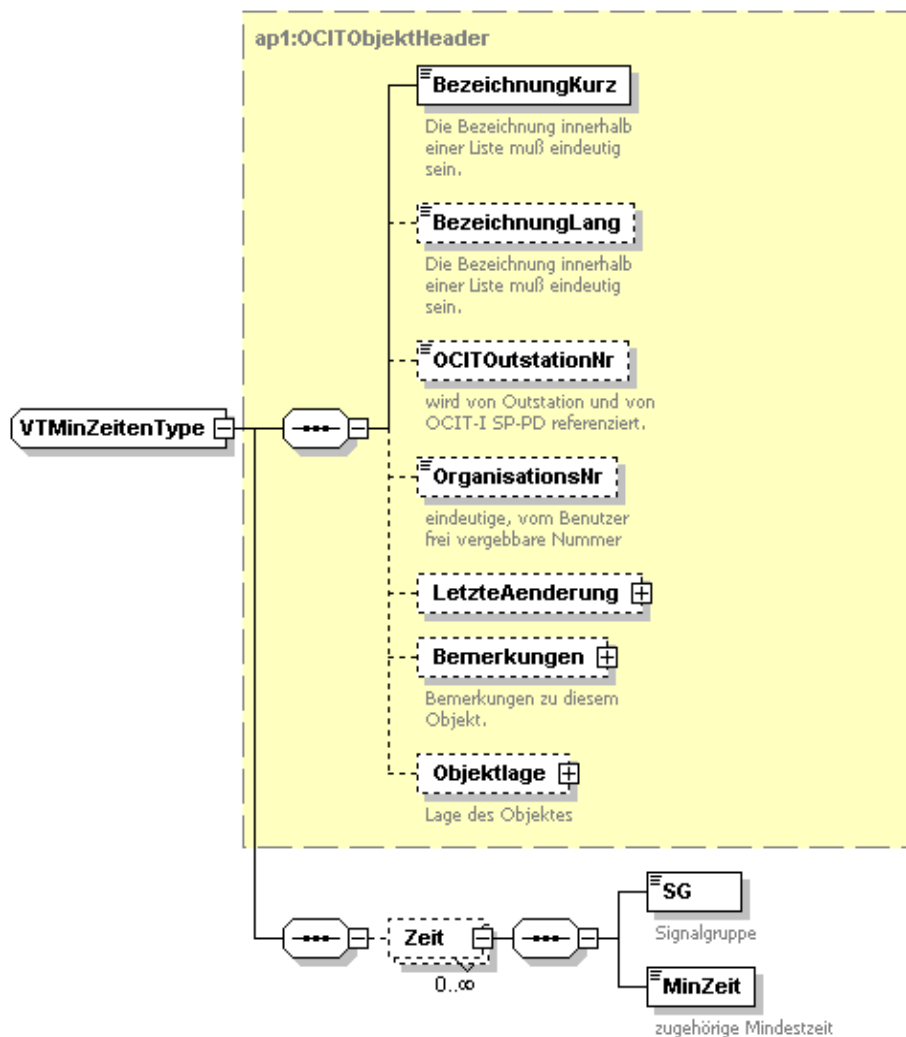 ap1:OCITObjektHeader
BezeichnungKurz
Die Bezeichnung innerhalb
einer Liste muß eindeutig
sein.
BezeichnungLang
Die Bezeichnung innerhalb
einer Liste muß eindeutig
sein.
OCITOutstationNr
wird von Outstation und von
OCIT-I SP-PD referenziert.
VTMinZeitenType
OrganisationsNr
eindeutige, vom Benutzer
frei vergebbare Nummer
LetzteAenderung
Bemerkungen
Bemerkungen zu diesem
Objekt.
Objektlage
Lage des Objektes
Zeit
0..∞
SG
Signalgruppe
MinZeit
zugehörige Mindestzeit